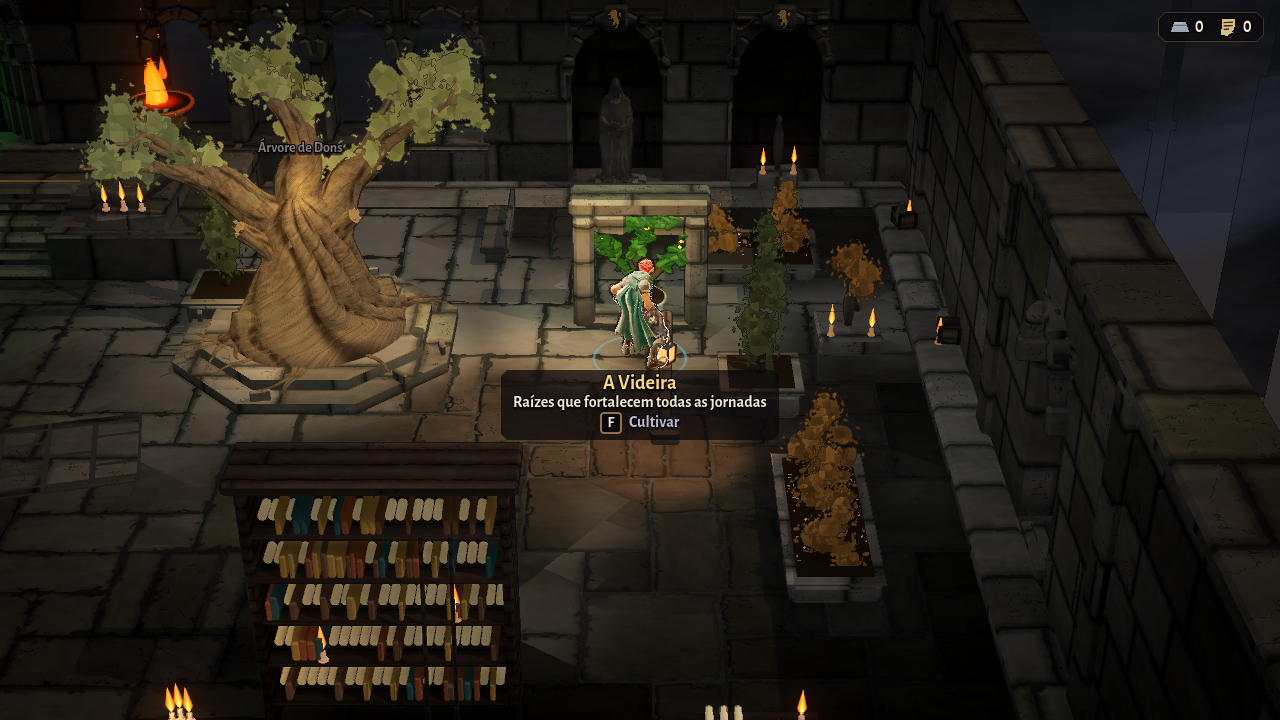 0 0
Árvore de Dons
A Videira
Raízes que fortalecem todas as jornadas
F Cultivar